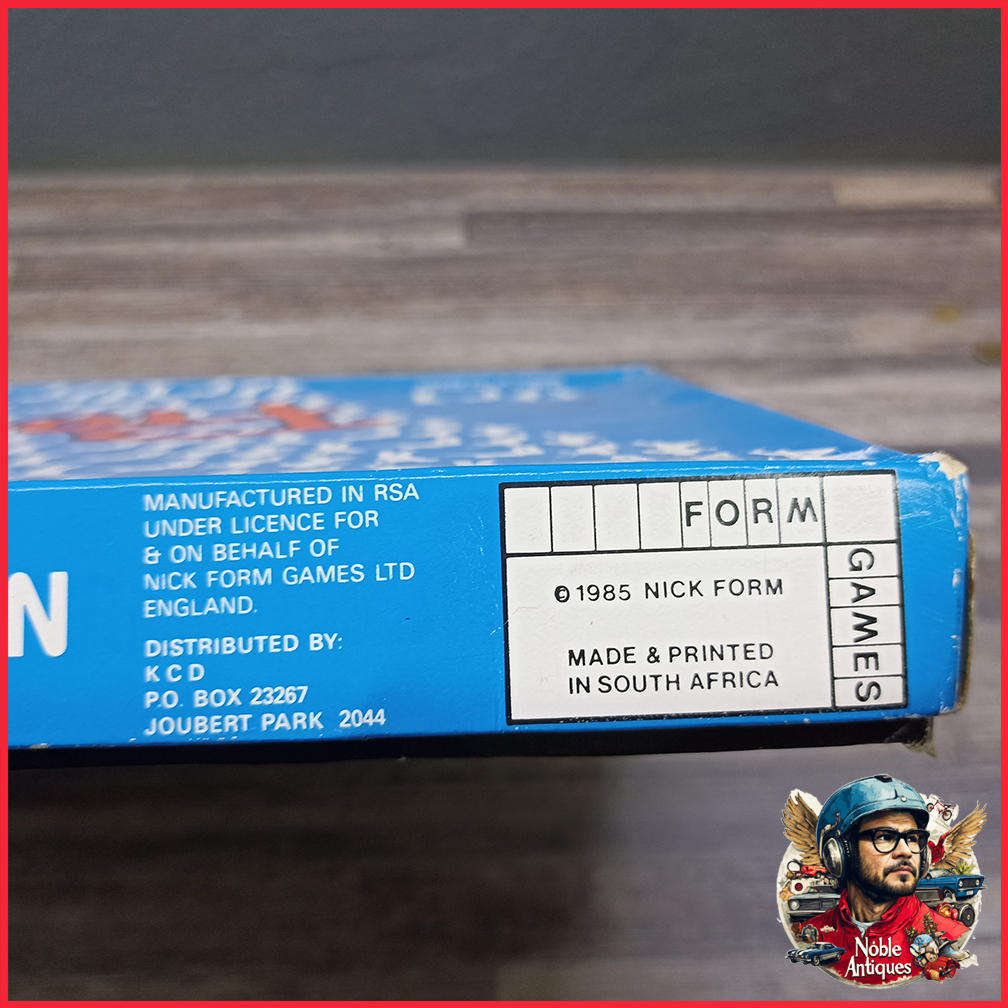 N
MANUFACTURED IN RSA
UNDER LICENCE FOR
& ON BEHALF OF
NICK FORM GAMES LTD
ENGLAND.
DISTRIBUTED BY:
K C D
P.O. BOX 23267
JOUBERT PARK 2044
FORM
GAMES
© 1985 NICK FORM
MADE & PRINTED
IN SOUTH AFRICA
Noble
Antiques